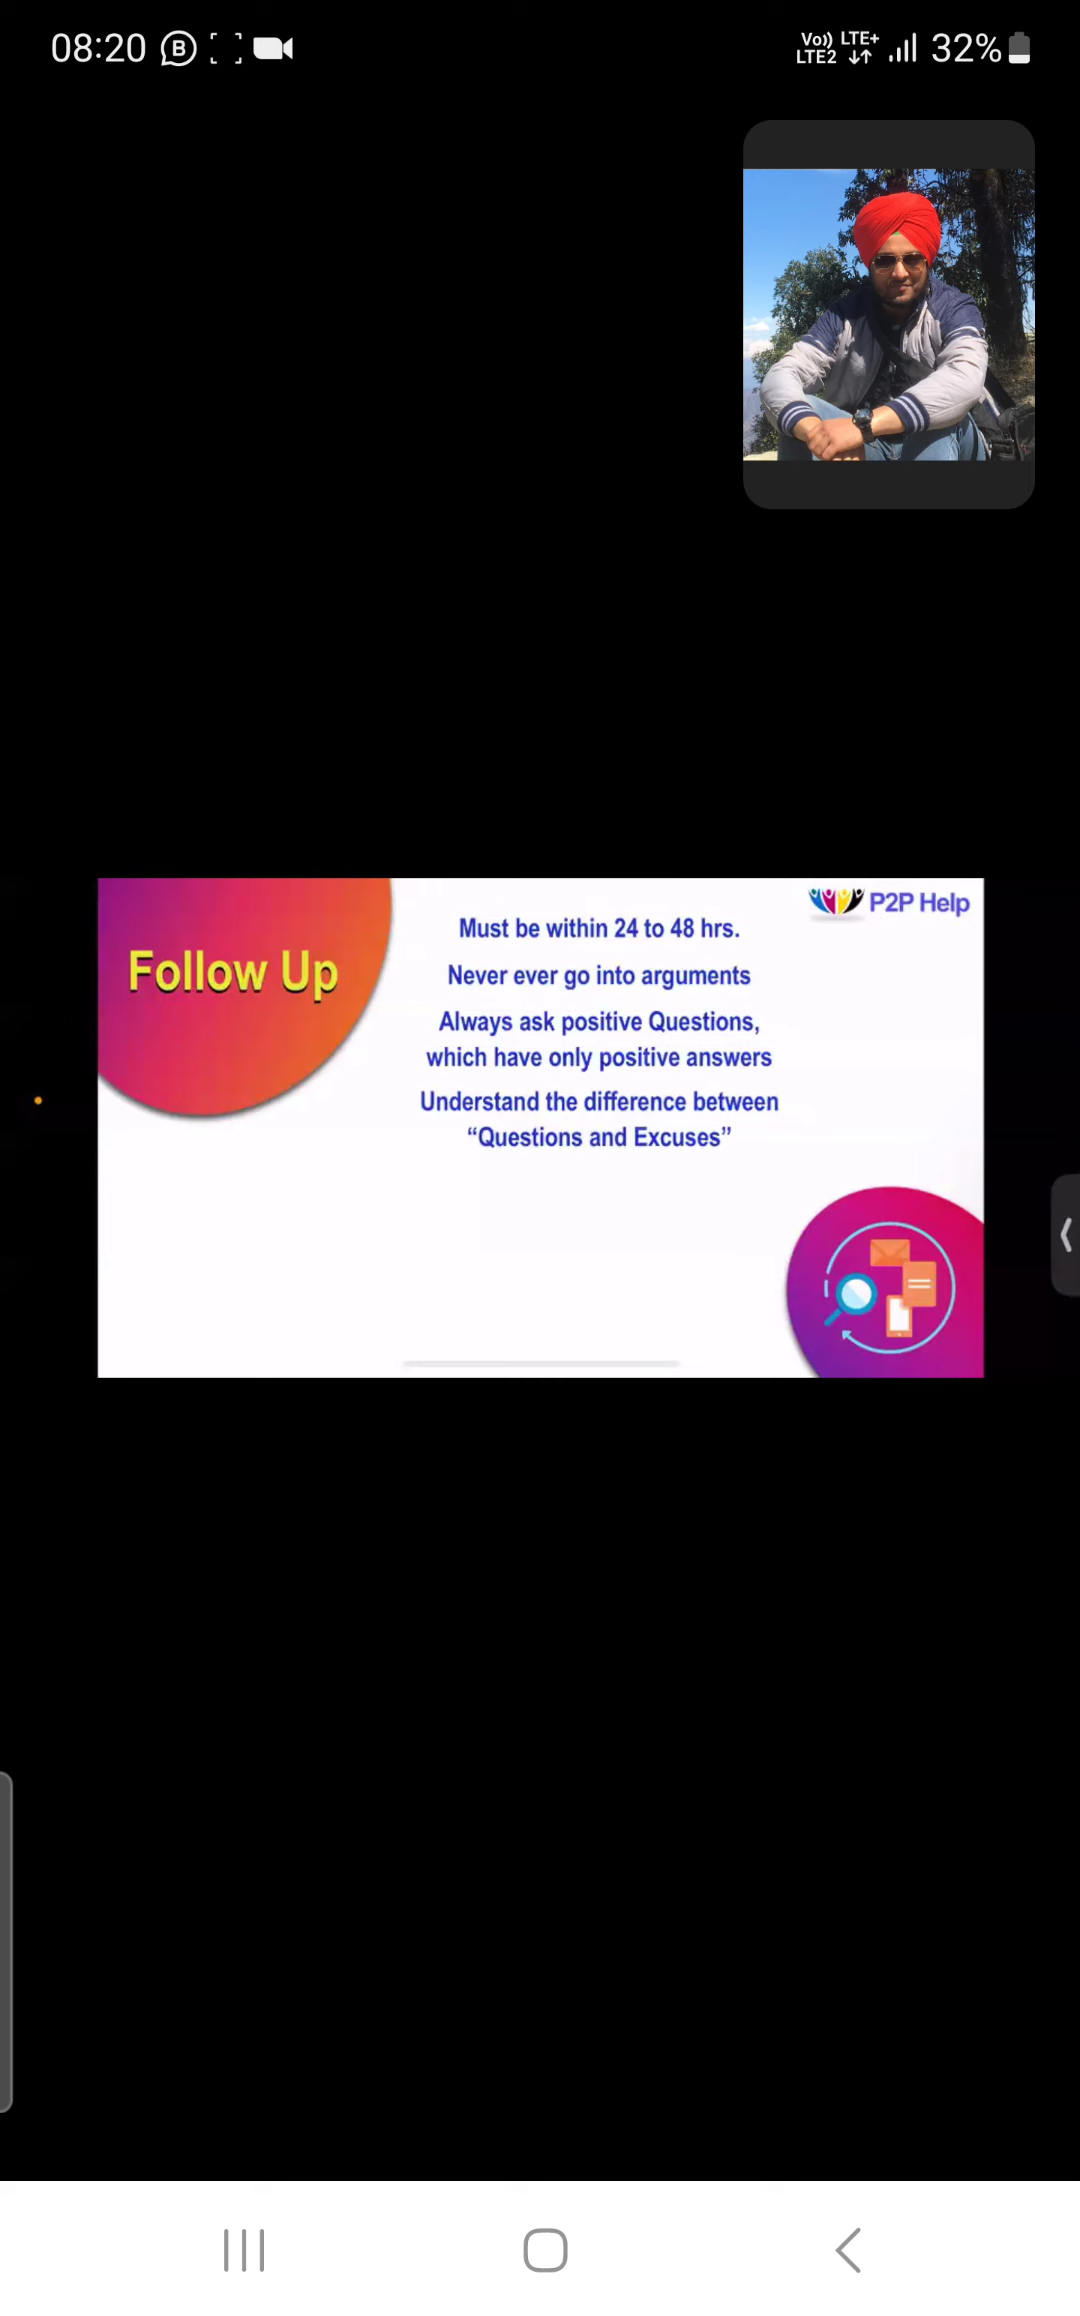 08:20
Vo)) LTE+
LTE2
32%
P2P Help
Follow Up
Must be within 24 to 48 hrs.
Never ever go into arguments
Always ask positive Questions,
which have only positive answers
Understand the difference between
“Questions and Excuses”